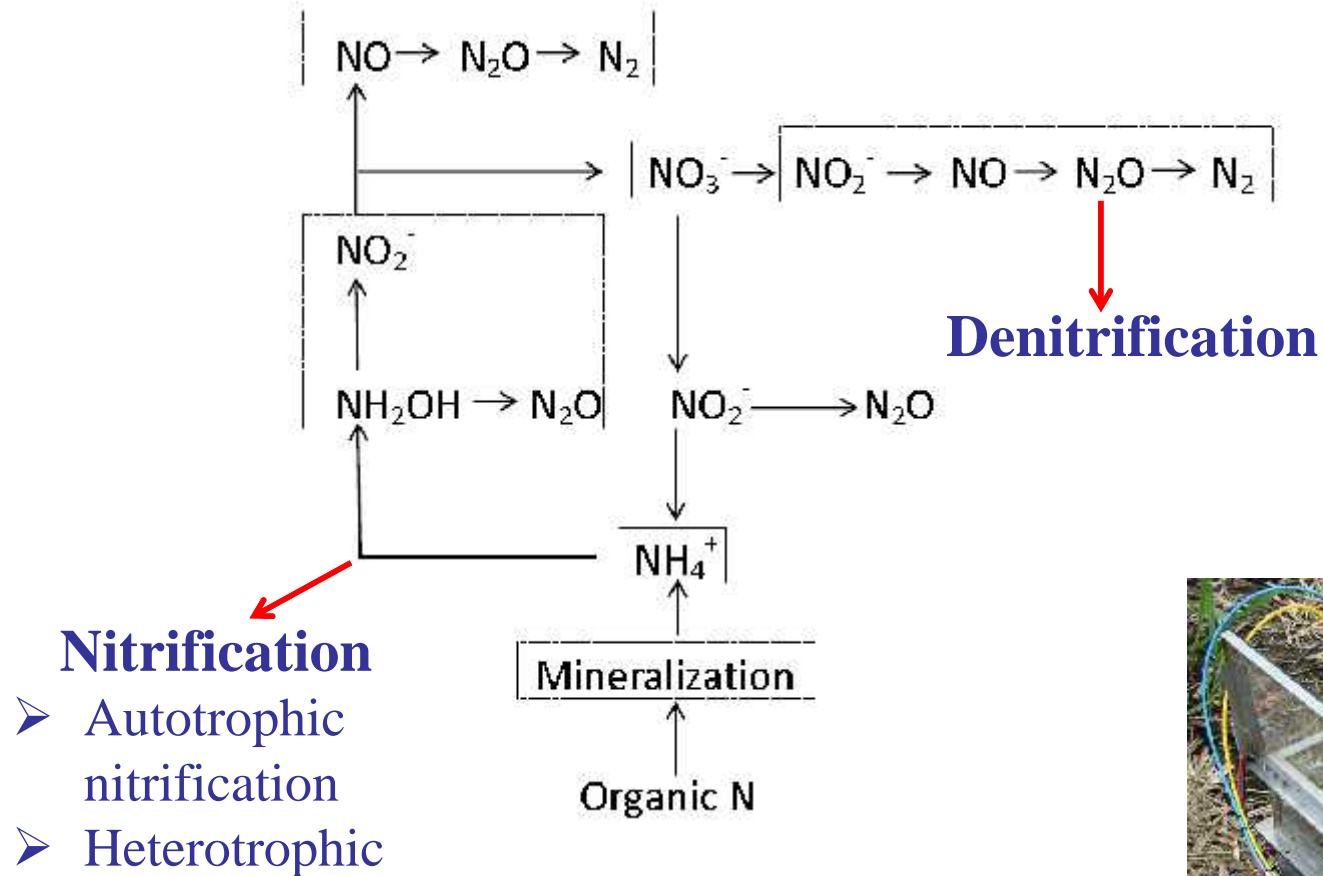 NO → N₂O → N₂
NO₃⁻ → NO₂⁻ → NO → N₂O → N₂
NO₂⁻
Denitrification
NH₂OH → N₂O
NO₂⁻ → N₂O
NH₄⁺
Nitrification
Mineralization
➢ Autotrophic
nitrification
Organic N
➢ Heterotrophic